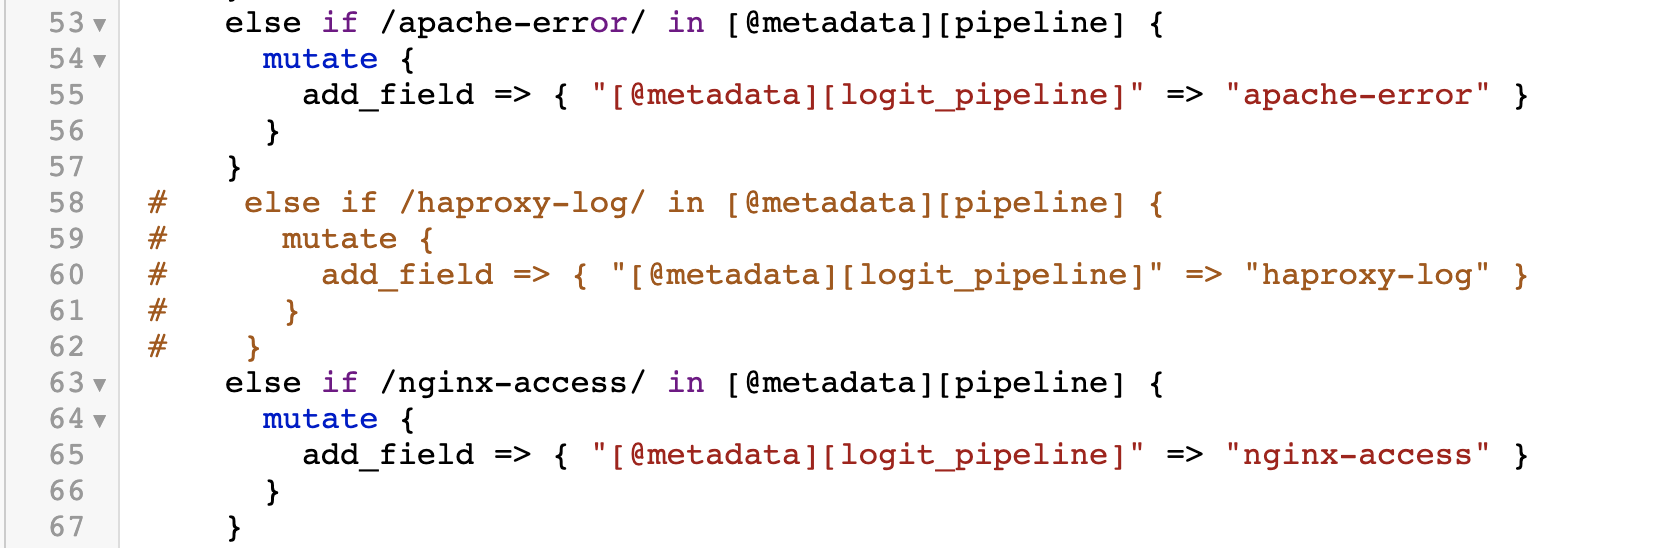 53 ▼ else if /apache-error/ in [@metadata][pipeline] {
54 ▼ mutate {
55 add_field => { "[@metadata][logit_pipeline]" => "apache-error" }
56 }
57 }
58 # else if /haproxy-log/ in [@metadata][pipeline] {
59 # mutate {
60 # add_field => { "[@metadata][logit_pipeline]" => "haproxy-log" }
61 # }
62 # }
63 ▼ else if /nginx-access/ in [@metadata][pipeline] {
64 ▼ mutate {
65 add_field => { "[@metadata][logit_pipeline]" => "nginx-access" }
66 }
67 }